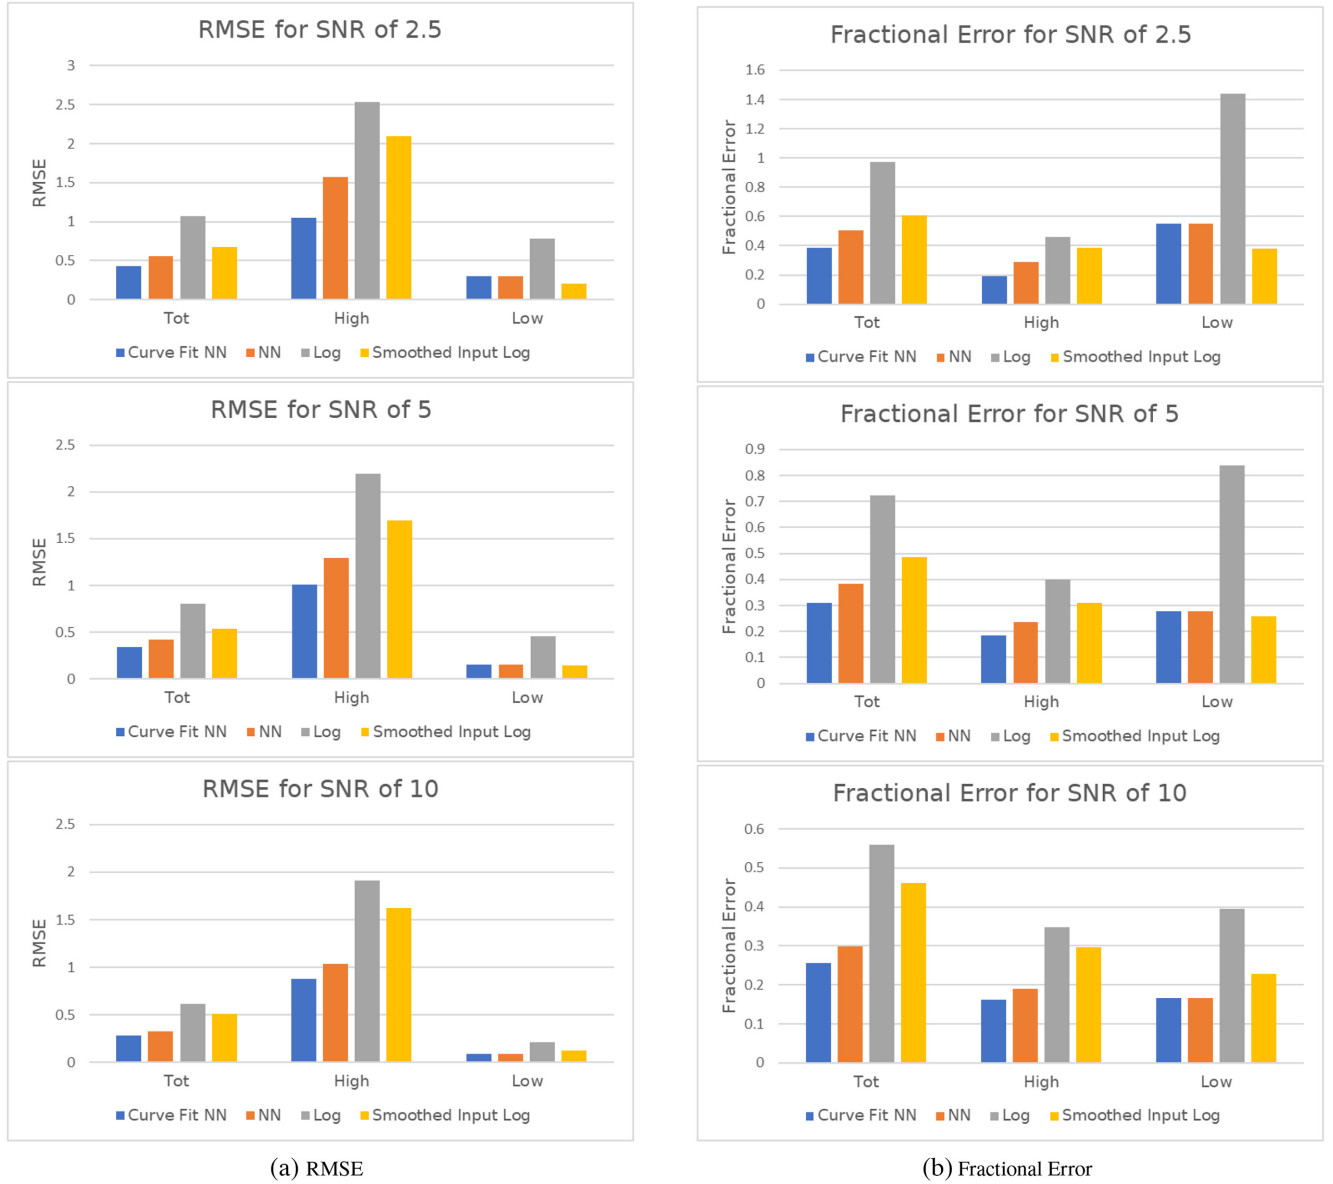 RMSE for SNR of 2.5
3
2.5
2
1.5
1
0.5
0
RMSE
Tot High Low
Curve Fit NN NN Log Smoothed Input Log
RMSE for SNR of 5
2.5
2
1.5
1
0.5
0
RMSE
Tot High Low
Curve Fit NN NN Log Smoothed Input Log
RMSE for SNR of 10
2.5
2
1.5
1
0.5
0
RMSE
Tot High Low
Curve Fit NN NN Log Smoothed Input Log
(a) RMSE
Fractional Error for SNR of 2.5
1.6
1.4
1.2
1
0.8
0.6
0.4
0.2
0
Fractional Error
Tot High Low
Curve Fit NN NN Log Smoothed Input Log
Fractional Error for SNR of 5
0.9
0.8
0.7
0.6
0.5
0.4
0.3
0.2
0.1
0
Fractional Error
Tot High Low
Curve Fit NN NN Log Smoothed Input Log
Fractional Error for SNR of 10
0.6
0.5
0.4
0.3
0.2
0.1
0
Fractional Error
Tot High Low
Curve Fit NN NN Log Smoothed Input Log
(b) Fractional Error